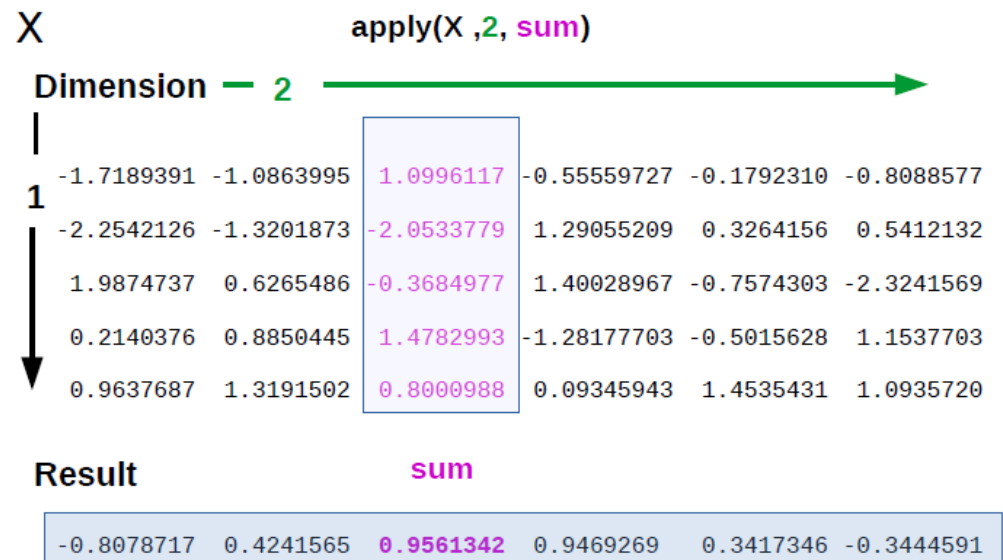 X
apply(X ,2, sum)
Dimension 2
1
-1.7189391 -1.0863995 1.0996117 -0.55559727 -0.1792310 -0.8088577
-2.2542126 -1.3201873 -2.0533779 1.29055209 0.3264156 0.5412132
1.9874737 0.6265486 -0.3684977 1.40028967 -0.7574303 -2.3241569
0.2140376 0.8850445 1.4782993 -1.28177703 -0.5015628 1.1537703
0.9637687 1.3191502 0.8000988 0.09345943 1.4535431 1.0935720
Result sum
-0.8078717 0.4241565 0.9561342 0.9469269 0.3417346 -0.3444591